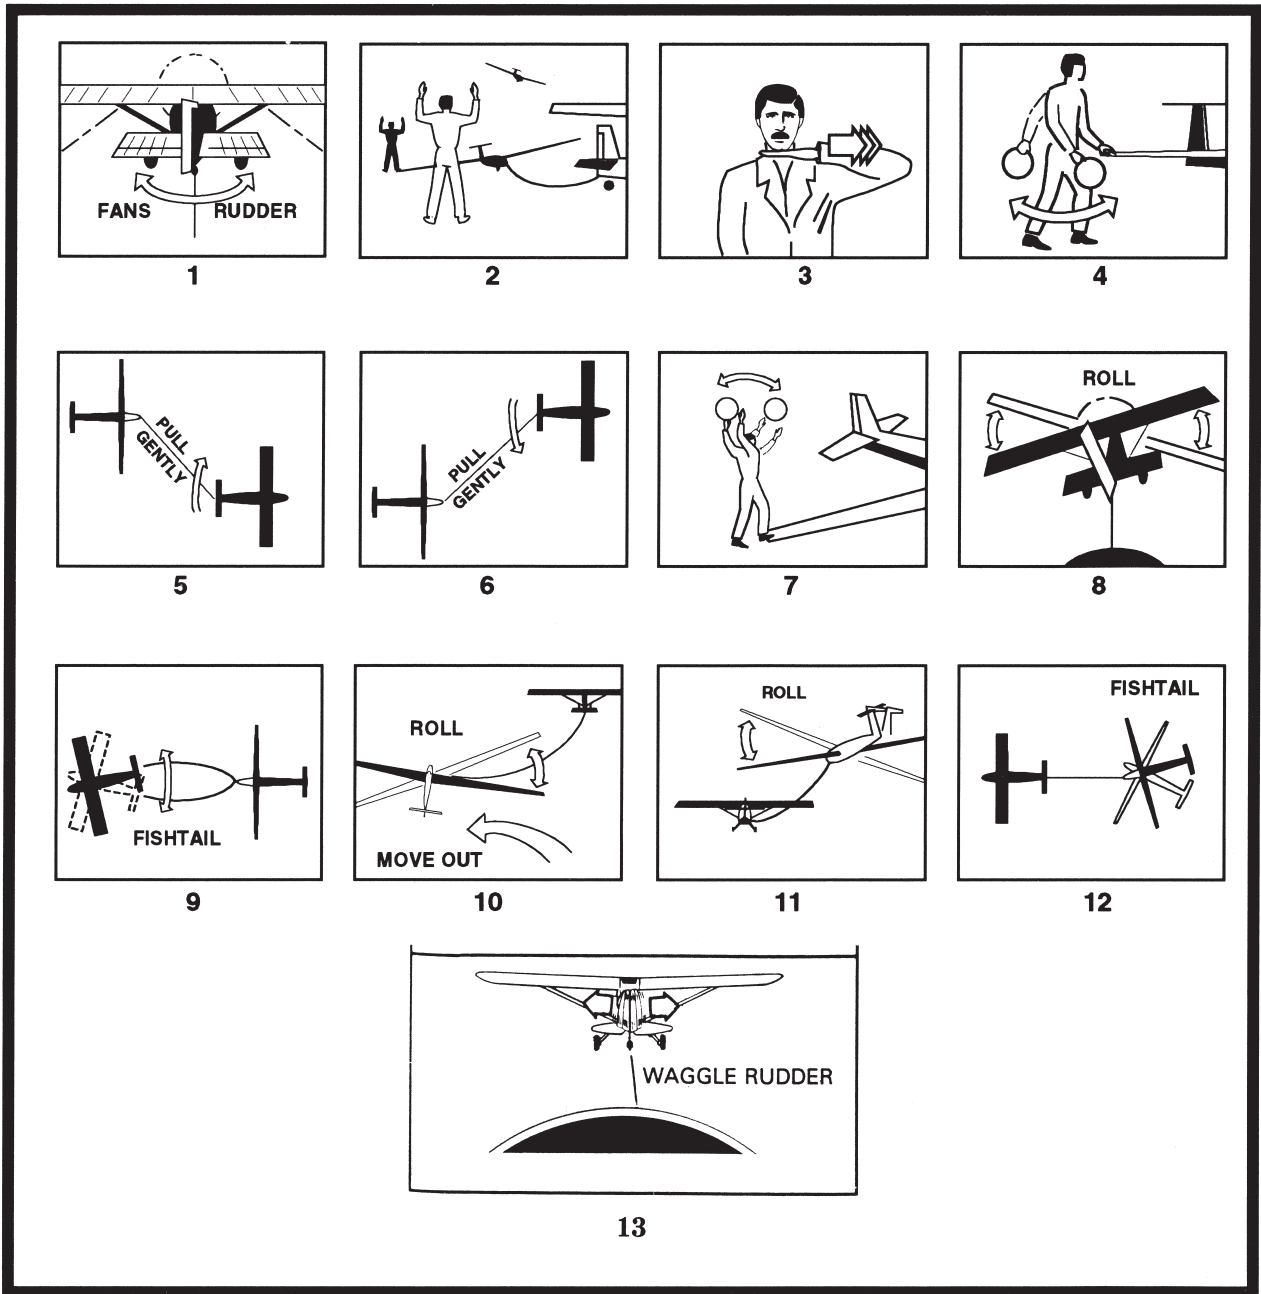 FANS RUDDER
1
2
3
4
PULL
GENTLY
5
PULL
GENTLY
6
7
ROLL
8
FISHTAIL
9
ROLL
MOVE OUT
10
ROLL
11
FISHTAIL
12
WAGGLE RUDDER
13